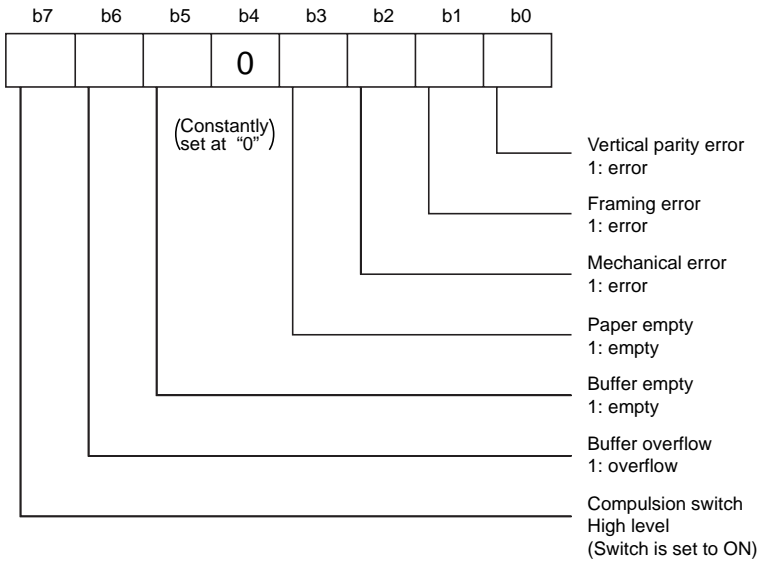 b7 b6 b5 b4 b3 b2 b1 b0
0
(Constantly
set at “0”)
Vertical parity error
1: error
Framing error
1: error
Mechanical error
1: error
Paper empty
1: empty
Buffer empty
1: empty
Buffer overflow
1: overflow
Compulsion switch
High level
(Switch is set to ON)